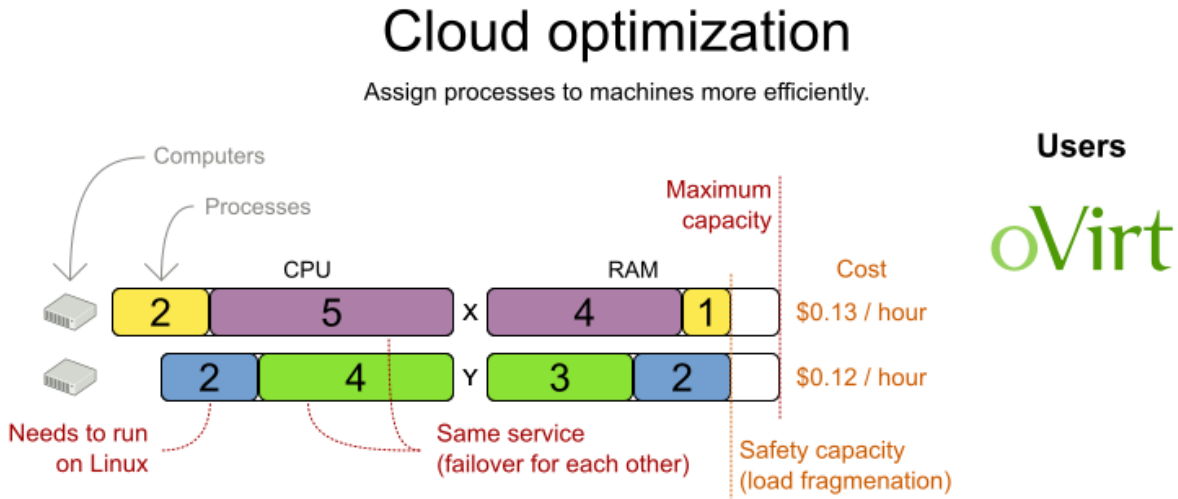 Cloud optimization
Assign processes to machines more efficiently.
Computers
Processes
Users
oVirt
Maximum
capacity
CPU
RAM
Cost
2 5 X 4 1 $0.13 / hour
2 4 Y 3 2 $0.12 / hour
Needs to run
on Linux
Same service
(failover for each other)
Safety capacity
(load fragmenation)